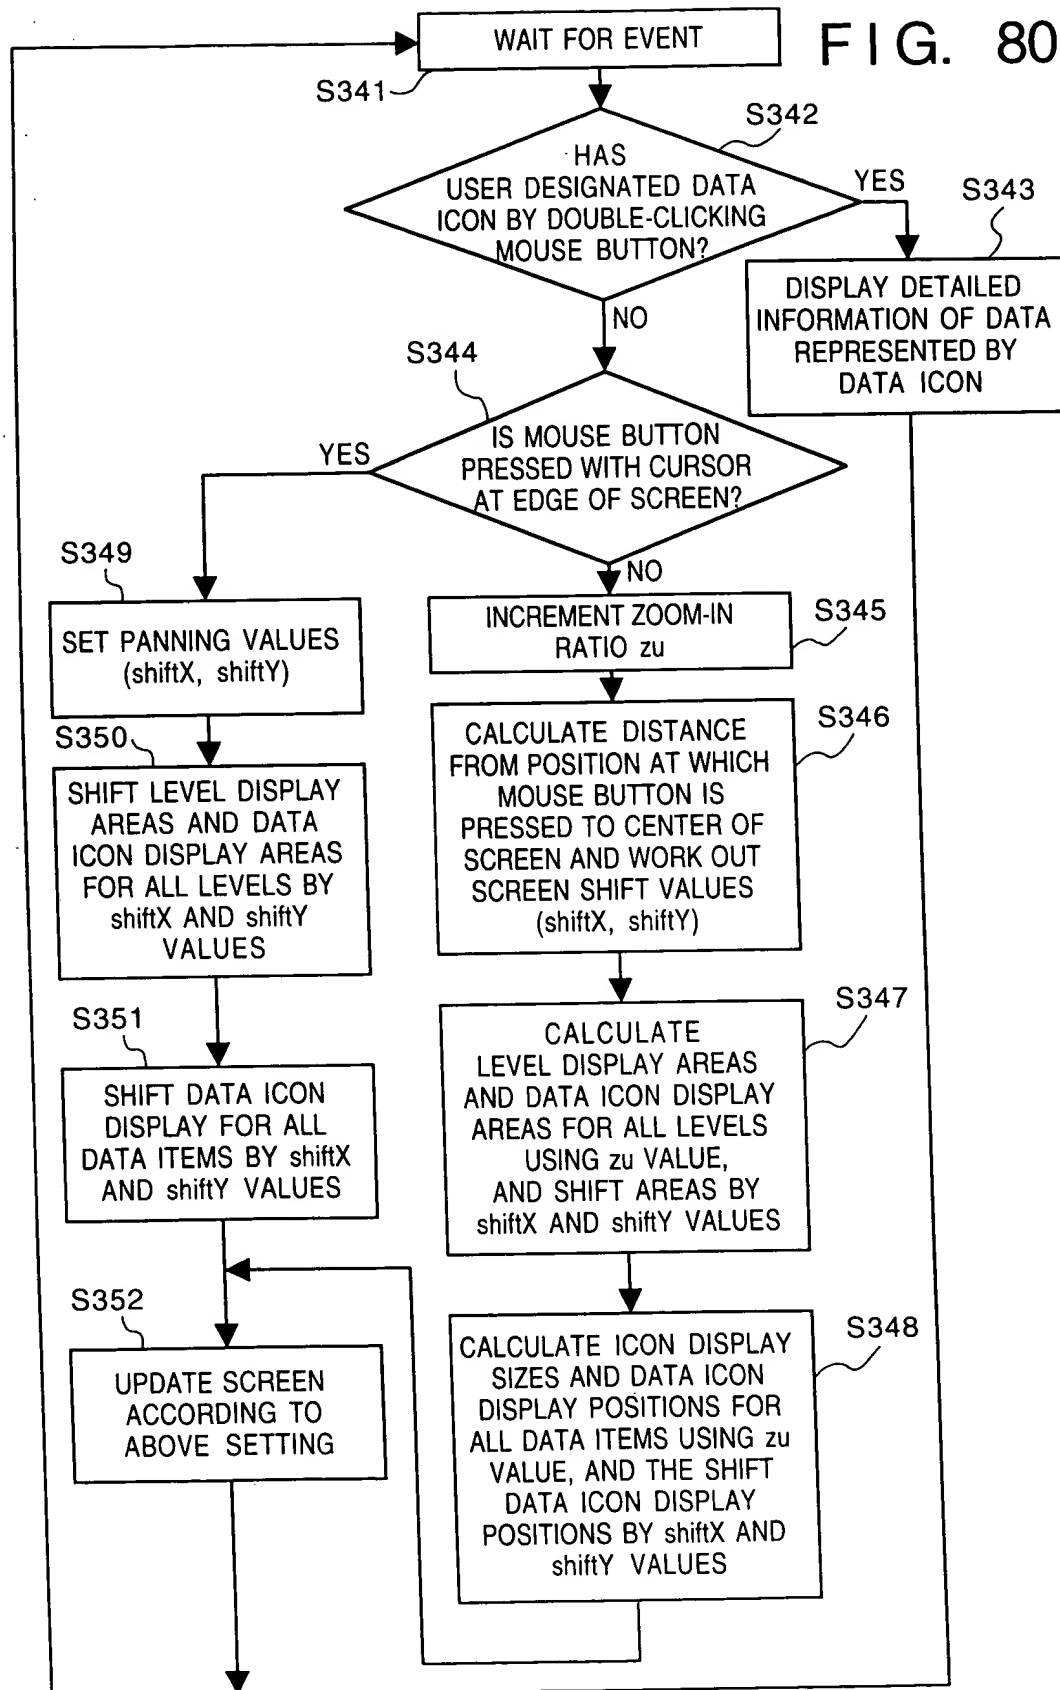 FIG. 80
WAIT FOR EVENT
S341
S342
HAS
USER DESIGNATED DATA
ICON BY DOUBLE-CLICKING
MOUSE BUTTON?
YES
S343
DISPLAY DETAILED
INFORMATION OF DATA
REPRESENTED BY
DATA ICON
NO
S344
IS MOUSE BUTTON
PRESSED WITH CURSOR
AT EDGE OF SCREEN?
YES
NO
S349
SET PANNING VALUES
(shiftX, shiftY)
S345
INCREMENT ZOOM-IN
RATIO zu
S350
SHIFT LEVEL DISPLAY
AREAS AND DATA
ICON DISPLAY AREAS
FOR ALL LEVELS BY
shiftX AND shiftY
VALUES
S346
CALCULATE DISTANCE
FROM POSITION AT WHICH
MOUSE BUTTON IS
PRESSED TO CENTER OF
SCREEN AND WORK OUT
SCREEN SHIFT VALUES
(shiftX, shiftY)
S351
SHIFT DATA ICON
DISPLAY FOR ALL
DATA ITEMS BY shiftX
AND shiftY VALUES
S347
CALCULATE
LEVEL DISPLAY AREAS
AND DATA ICON DISPLAY
AREAS FOR ALL LEVELS
USING zu VALUE,
AND SHIFT AREAS BY
shiftX AND shiftY VALUES
S352
UPDATE SCREEN
ACCORDING TO
ABOVE SETTING
S348
CALCULATE ICON DISPLAY
SIZES AND DATA ICON
DISPLAY POSITIONS FOR
ALL DATA ITEMS USING zu
VALUE, AND THE SHIFT
DATA ICON DISPLAY
POSITIONS BY shiftX AND
shiftY VALUES